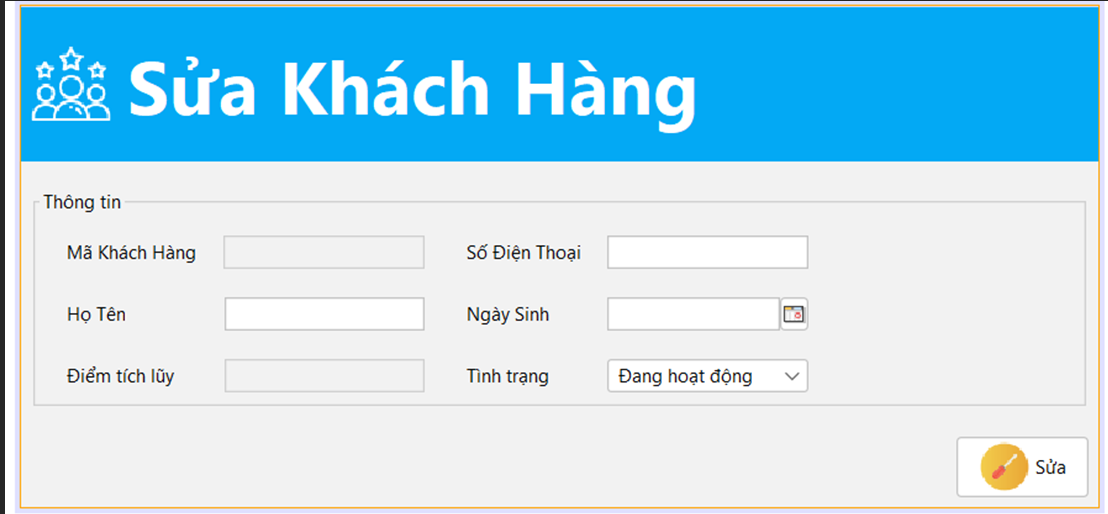 Sửa Khách Hàng
Thông tin
Mã Khách Hàng
Số Điện Thoại
Họ Tên
Ngày Sinh
Điểm tích lũy
Tình trạng
Đang hoạt động
Sửa